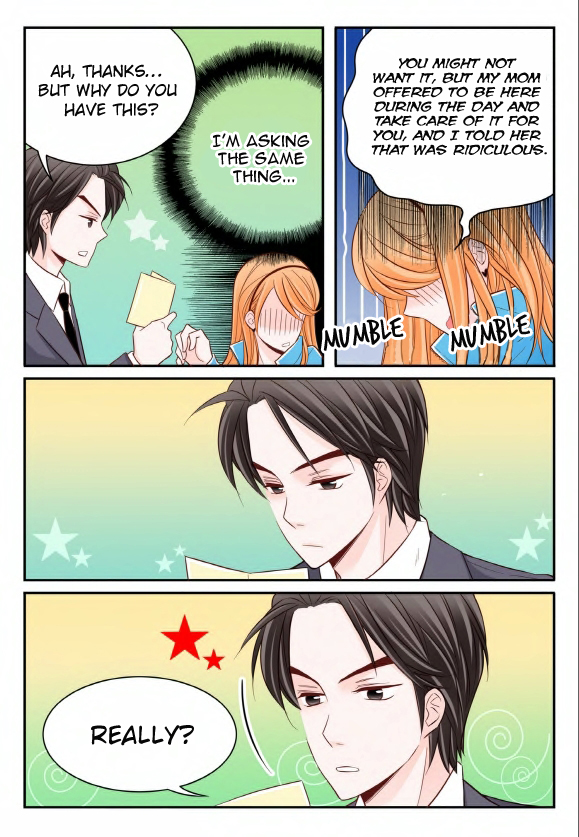 AH, THANKS...
BUT WHY DO YOU
HAVE THIS?
I'M ASKING
THE SAME
THING...
YOU MIGHT NOT
WANT IT, BUT MY MOM
OFFERED TO BE HERE
DURING THE DAY AND
TAKE CARE OF IT FOR
YOU, AND I TOLD HER
THAT WAS RIDICULOUS.
MUMBLE
MUMBLE
REALLY?